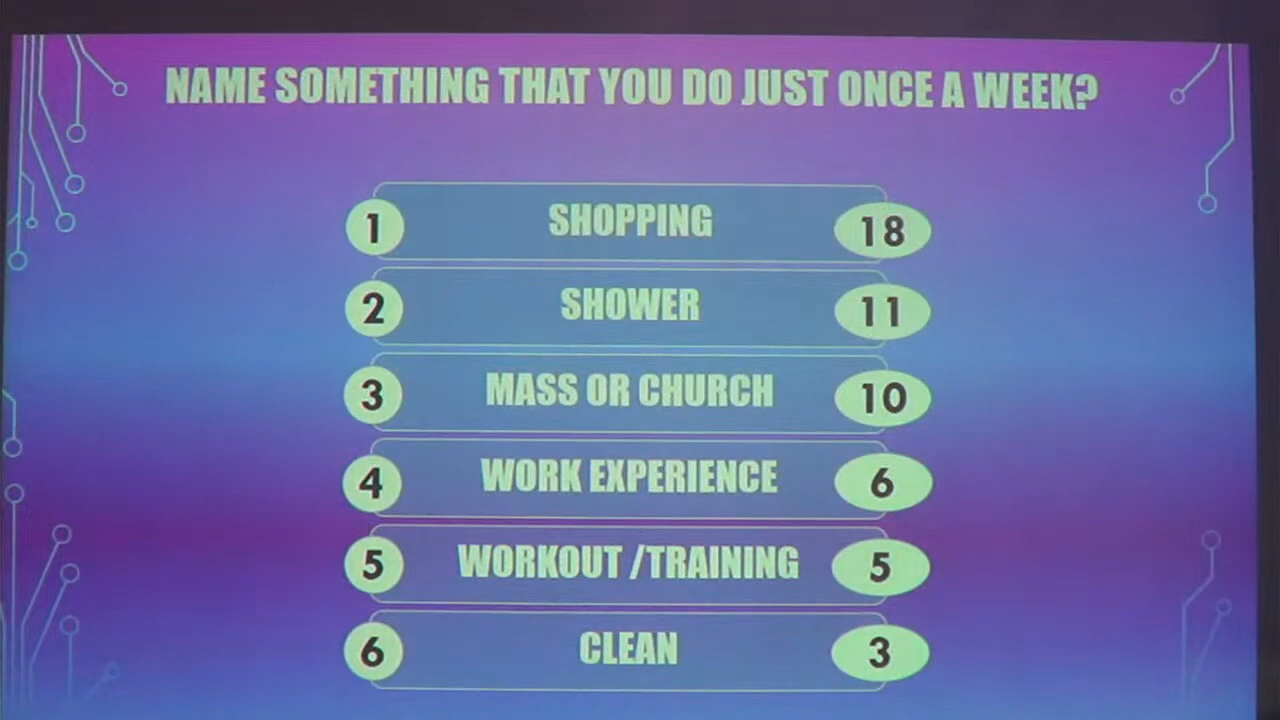 NAME SOMETHING THAT YOU DO JUST ONCE A WEEK?
1 SHOPPING 18
2 SHOWER 11
3 MASS OR CHURCH 10
4 WORK EXPERIENCE 6
5 WORKOUT /TRAINING 5
6 CLEAN 3